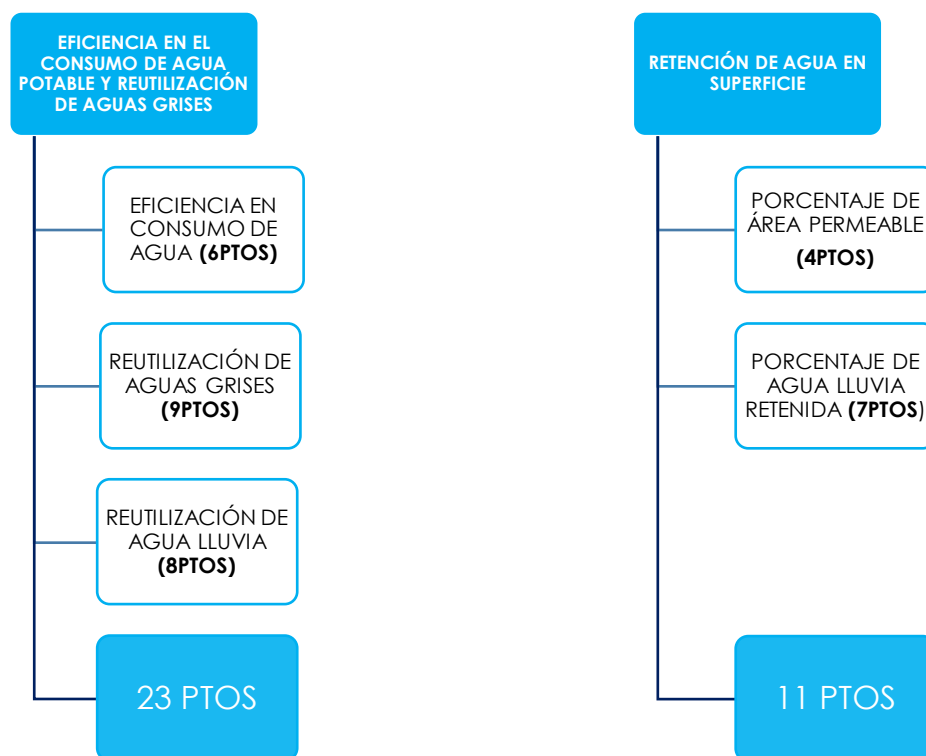 EFICIENCIA EN EL
CONSUMO DE AGUA
POTABLE Y REUTILIZACIÓN
DE AGUAS GRISES
EFICIENCIA EN
CONSUMO DE
AGUA (6PTOS)
REUTILIZACIÓN DE
AGUAS GRISES
(9PTOS)
REUTILIZACIÓN DE
AGUA LLUVIA
(8PTOS)
23 PTOS
RETENCIÓN DE AGUA EN
SUPERFICIE
PORCENTAJE DE
ÁREA PERMEABLE
(4PTOS)
PORCENTAJE DE
AGUA LLUVIA
RETENIDA (7PTOS)
11 PTOS